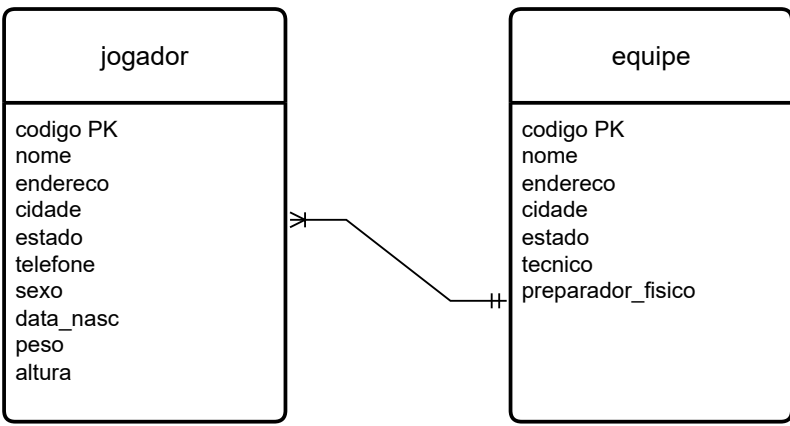 jogador
codigo PK
nome
endereco
cidade
estado
telefone
sexo
data_nasc
peso
altura
equipe
codigo PK
nome
endereco
cidade
estado
tecnico
preparador_fisico